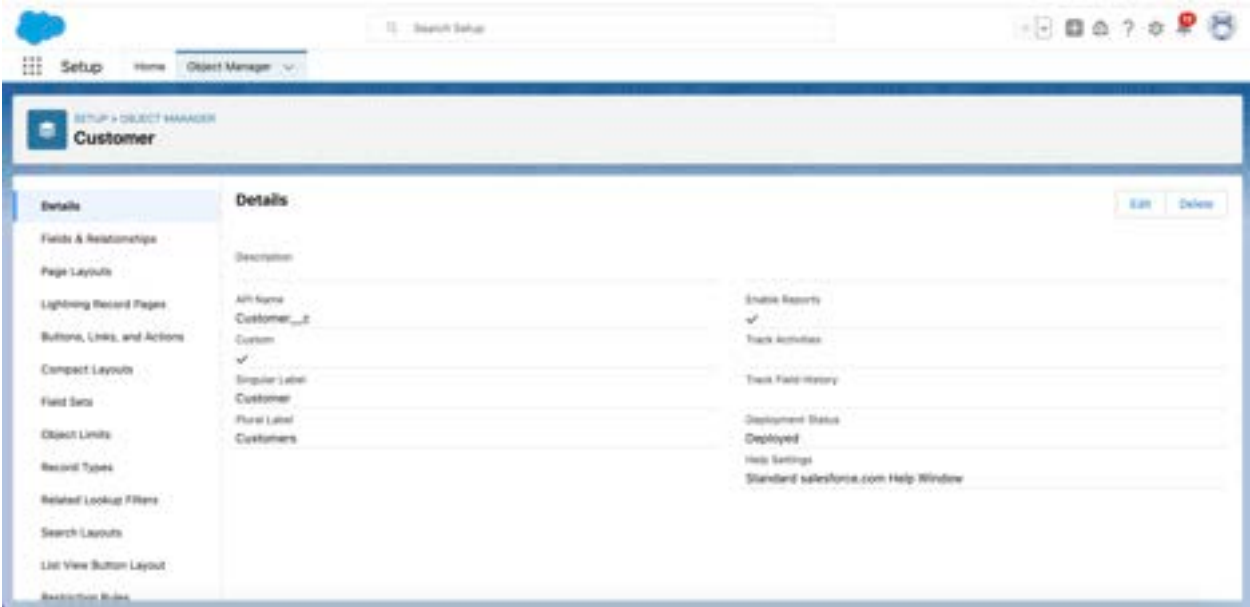 Search Setup
Setup
Home
Object Manager
SETUP > OBJECT MANAGER
Customer
Details
Fields & Relationships
Page Layouts
Lightning Record Pages
Buttons, Links, and Actions
Compact Layouts
Field Sets
Object Limits
Record Types
Related Lookup Filters
Search Layouts
List View Button Layout
Restriction Rules
Details
Edit
Delete
Description
API Name
Customer__c
Custom
Singular Label
Customer
Plural Label
Customers
Enable Reports
Track Activities
Track Field History
Deployment Status
Deployed
Help Settings
Standard salesforce.com Help Window